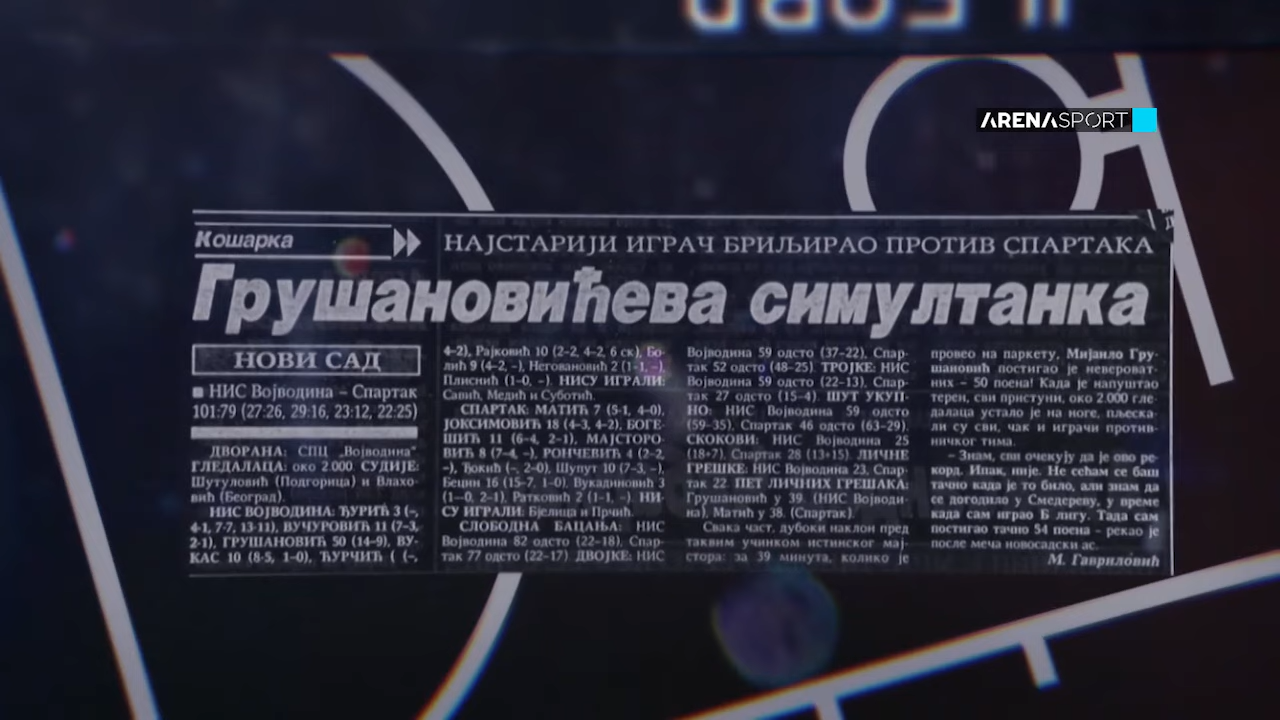 ARENASPORT
Кошарка
НАЈСТАРИЈИ ИГРАЧ БРИЉИРАО ПРОТИВ СПАРТАКА
Грушановићева симултанка
НОВИ САД
НИС Војводина – Спартак
101:79 (27:26, 29:16, 23:12, 22:25)
ДВОРАНА: СПЦ „Војводина".
ГЛЕДАЛАЦА: око 2.000. СУДИЈЕ:
Шутуловић (Подгорица) и Влахо-
вић (Београд).
НИС ВОЈВОДИНА: ЂУРИЋ 3 (–,
4-1, 7-7, 13-11), ВУЧУРОВИЋ 11 (7–3,
2-1), ГРУШАНОВИЋ 50 (14–9), ВУ-
КАС 10 (8-5, 1–0), ЋУРЧИЋ ( (–,
4–2), Рајковић 10 (2–2, 4–2, 6 ск), Бо-
лић 9 (4–2, –), Неговановић 2 (1–1, –),
Плиснић (1–0, –). НИСУ ИГРАЛИ:
Савић, Медић и Суботић.
СПАРТАК: МАТИЋ 7 (5-1, 4–0),
ЈОКСИМОВИЋ 18 (4–3, 4–2), БОГЕ-
ШИЋ 11 (6–4, 2–1), МАЈСТОРО-
ВИЋ 8 (7–4, –), РОНЧЕВИЋ 4 (2–2,
–), Ђокић (–, 2–0), Шупут 10 (7–3, –),
Бецин 16 (15–7, 1–0), Вукадиновић 3
(1–0, 2–1), Ратковић 2 (1–1, –). НИ-
СУ ИГРАЛИ: Бјелица и Прчић.
СЛОБОДНА БАЦАЊА: НИС
Војводина 82 одсто (22–18), Спар-
так 77 одсто (22–17) ДВОЈКЕ: НИС
Војводина 59 одсто (37–22), Спар-
так 52 одсто (48–25). ТРОЈКЕ: НИС
Војводина 59 одсто (22–13), Спар-
так 27 одсто (15–4). ШУТ УКУП-
НО: НИС Војводина 59 одсто
(59–35), Спартак 46 одсто (63–29).
СКОКОВИ: НИС Војводина 25
(18+7), Спартак 28 (13+15). ЛИЧНЕ
ГРЕШКЕ: НИС Војводина 23, Спар-
так 22. ПЕТ ЛИЧНИХ ГРЕШАКА:
Грушановић у 39. (НИС Војводи-
на), Матић у 38. (Спартак).
Свака част, дубоки наклон пред
таквим учинком истинског мај-
стора: за 39 минута, колико је
провео на паркету, Мијаило Гру-
шановић постигао је невероват-
них – 50 поена! Када је напуштао
терен, сви приступи, око 2.000 гле-
далаца устало је на ноге, пљеска-
ли су сви, чак и играчи против-
ничког тима.
– Знам, сви очекују да је ово ре-
корд. Ипак, није. Не сећам се баш
тачно када је то било, али знам да
се догодило у Смедереву, у време
када сам играо Б лигу. Тада сам
постигао тачно 54 поена – рекао је
после меча новосадски ас.
М. Гавриловић